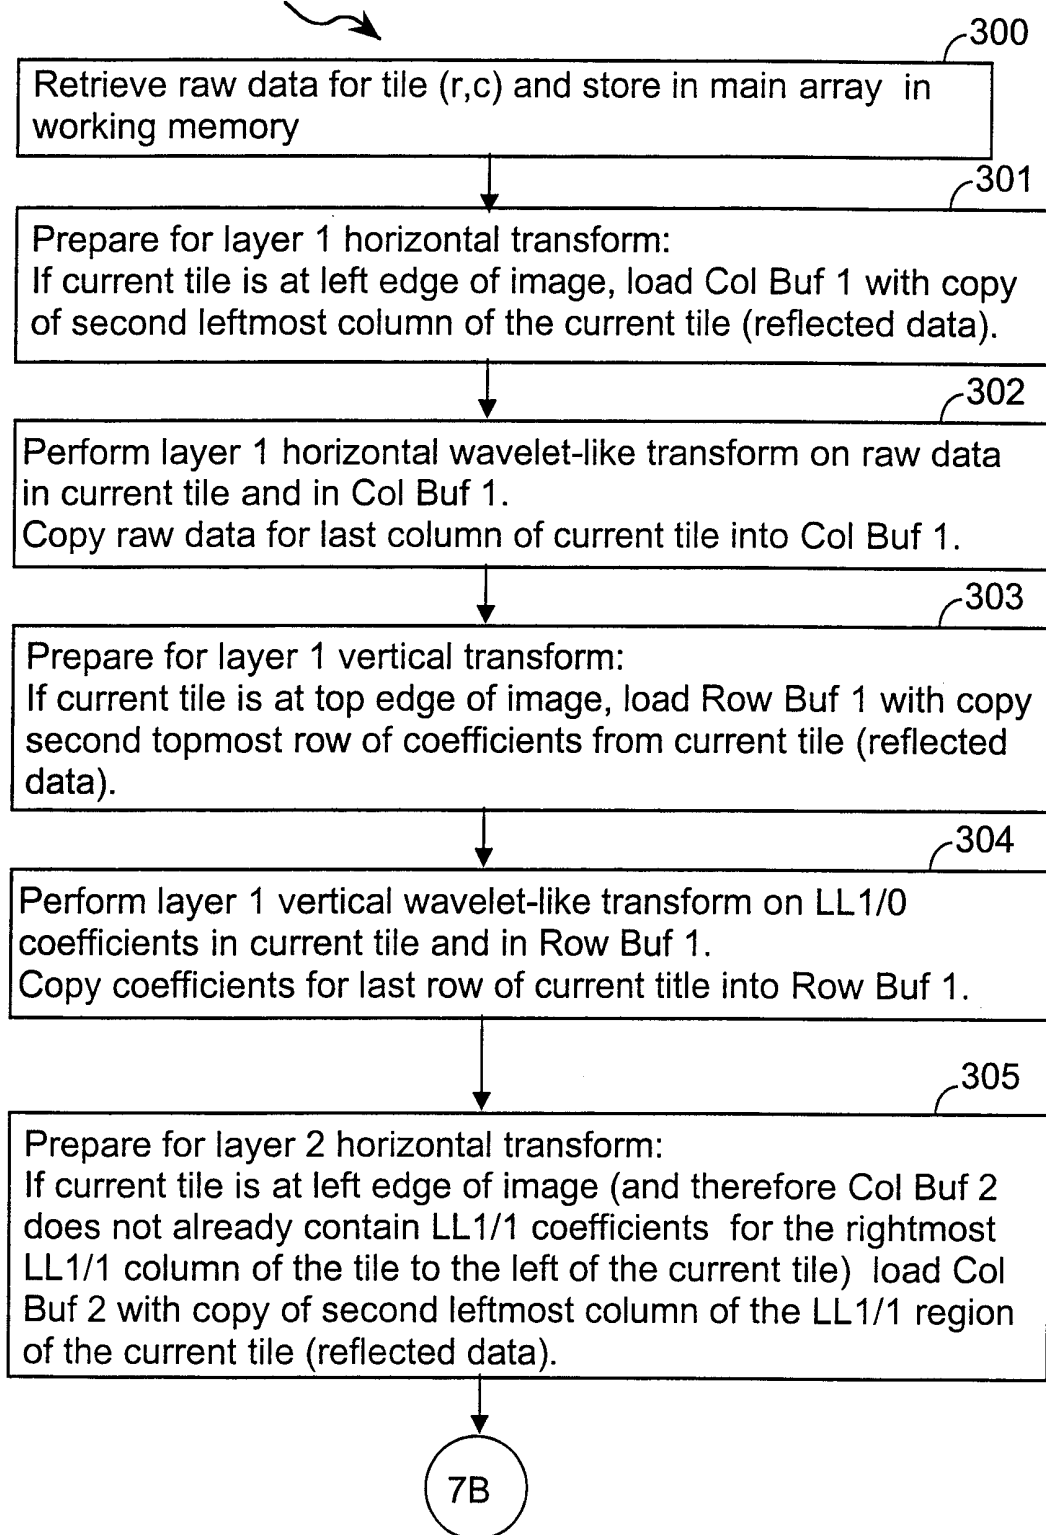 300
Retrieve raw data for tile (r,c) and store in main array in
working memory
301
Prepare for layer 1 horizontal transform:
If current tile is at left edge of image, load Col Buf 1 with copy
of second leftmost column of the current tile (reflected data).
302
Perform layer 1 horizontal wavelet-like transform on raw data
in current tile and in Col Buf 1.
Copy raw data for last column of current tile into Col Buf 1.
303
Prepare for layer 1 vertical transform:
If current tile is at top edge of image, load Row Buf 1 with copy
second topmost row of coefficients from current tile (reflected
data).
304
Perform layer 1 vertical wavelet-like transform on LL1/0
coefficients in current tile and in Row Buf 1.
Copy coefficients for last row of current title into Row Buf 1.
305
Prepare for layer 2 horizontal transform:
If current tile is at left edge of image (and therefore Col Buf 2
does not already contain LL1/1 coefficients for the rightmost
LL1/1 column of the tile to the left of the current tile) load Col
Buf 2 with copy of second leftmost column of the LL1/1 region
of the current tile (reflected data).
7B